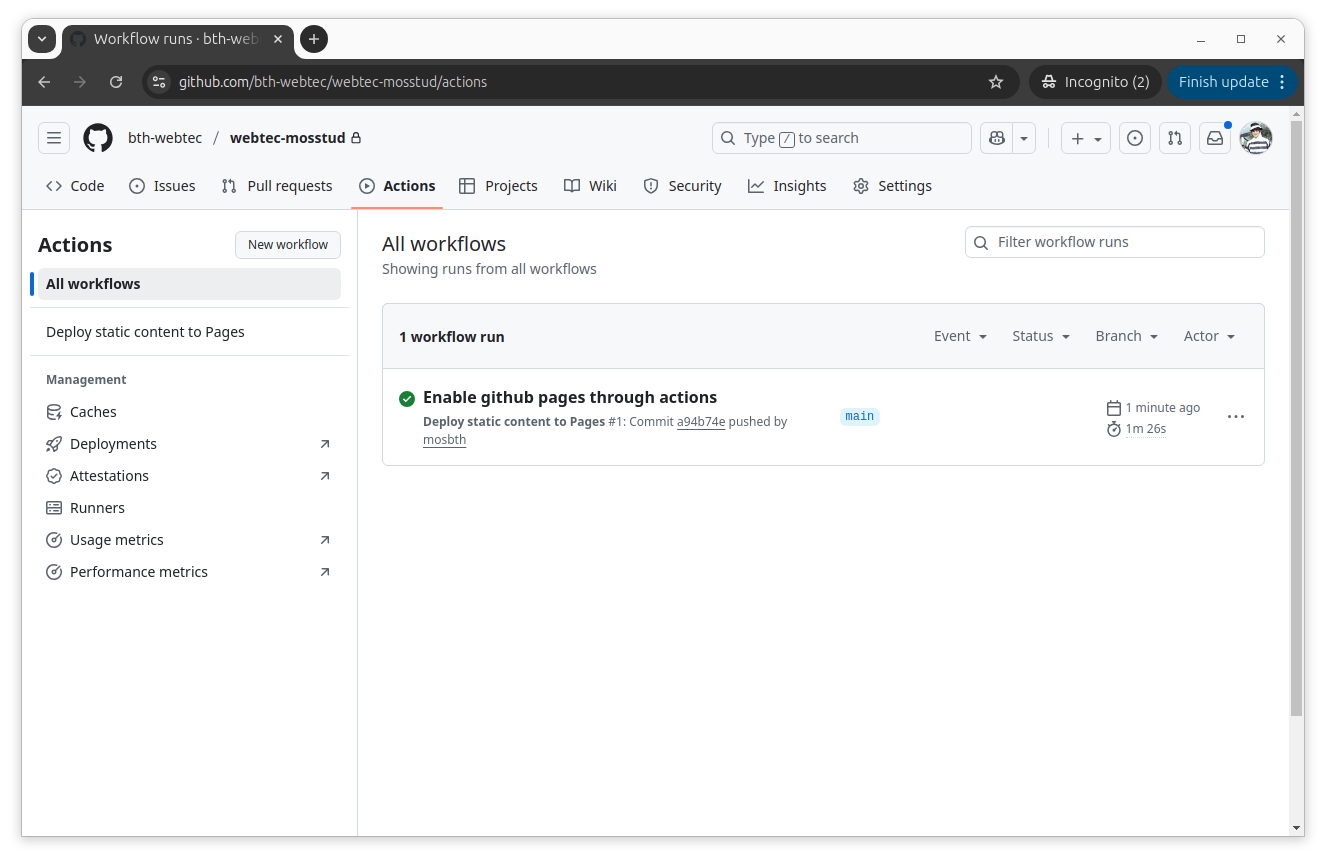 Workflow runs · bth-web
github.com/bth-webtec/webtec-mosstud/actions
Incognito (2)
Finish update
bth-webtec / webtec-mosstud
Type / to search
Code
Issues
Pull requests
Actions
Projects
Wiki
Security
Insights
Settings
Actions
New workflow
All workflows
Deploy static content to Pages
Management
Caches
Deployments
Attestations
Runners
Usage metrics
Performance metrics
All workflows
Showing runs from all workflows
Filter workflow runs
1 workflow run
Event
Status
Branch
Actor
Enable github pages through actions
Deploy static content to Pages #1: Commit a94b74e pushed by
mosbth
main
1 minute ago
1m 26s